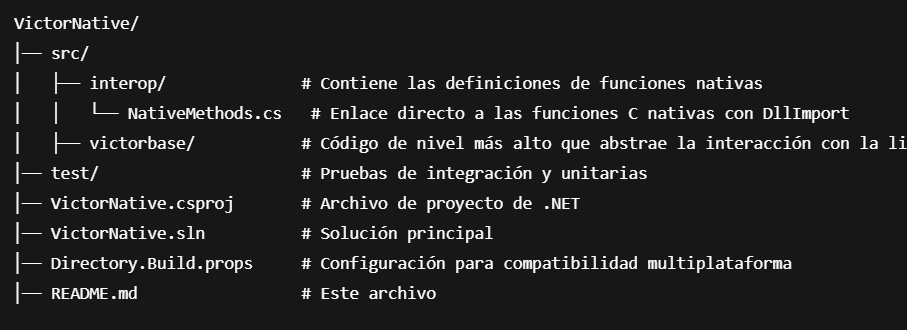 VictorNative/
│── src/
│   ├── interop/              # Contiene las definiciones de funciones nativas
│   │   └── NativeMethods.cs   # Enlace directo a las funciones C nativas con DllImport
│   ├── victorbase/           # Código de nivel más alto que abstrae la interacción con la li
│── test/                     # Pruebas de integración y unitarias
│── VictorNative.csproj       # Archivo de proyecto de .NET
│── VictorNative.sln          # Solución principal
│── Directory.Build.props     # Configuración para compatibilidad multiplataforma
│── README.md                 # Este archivo